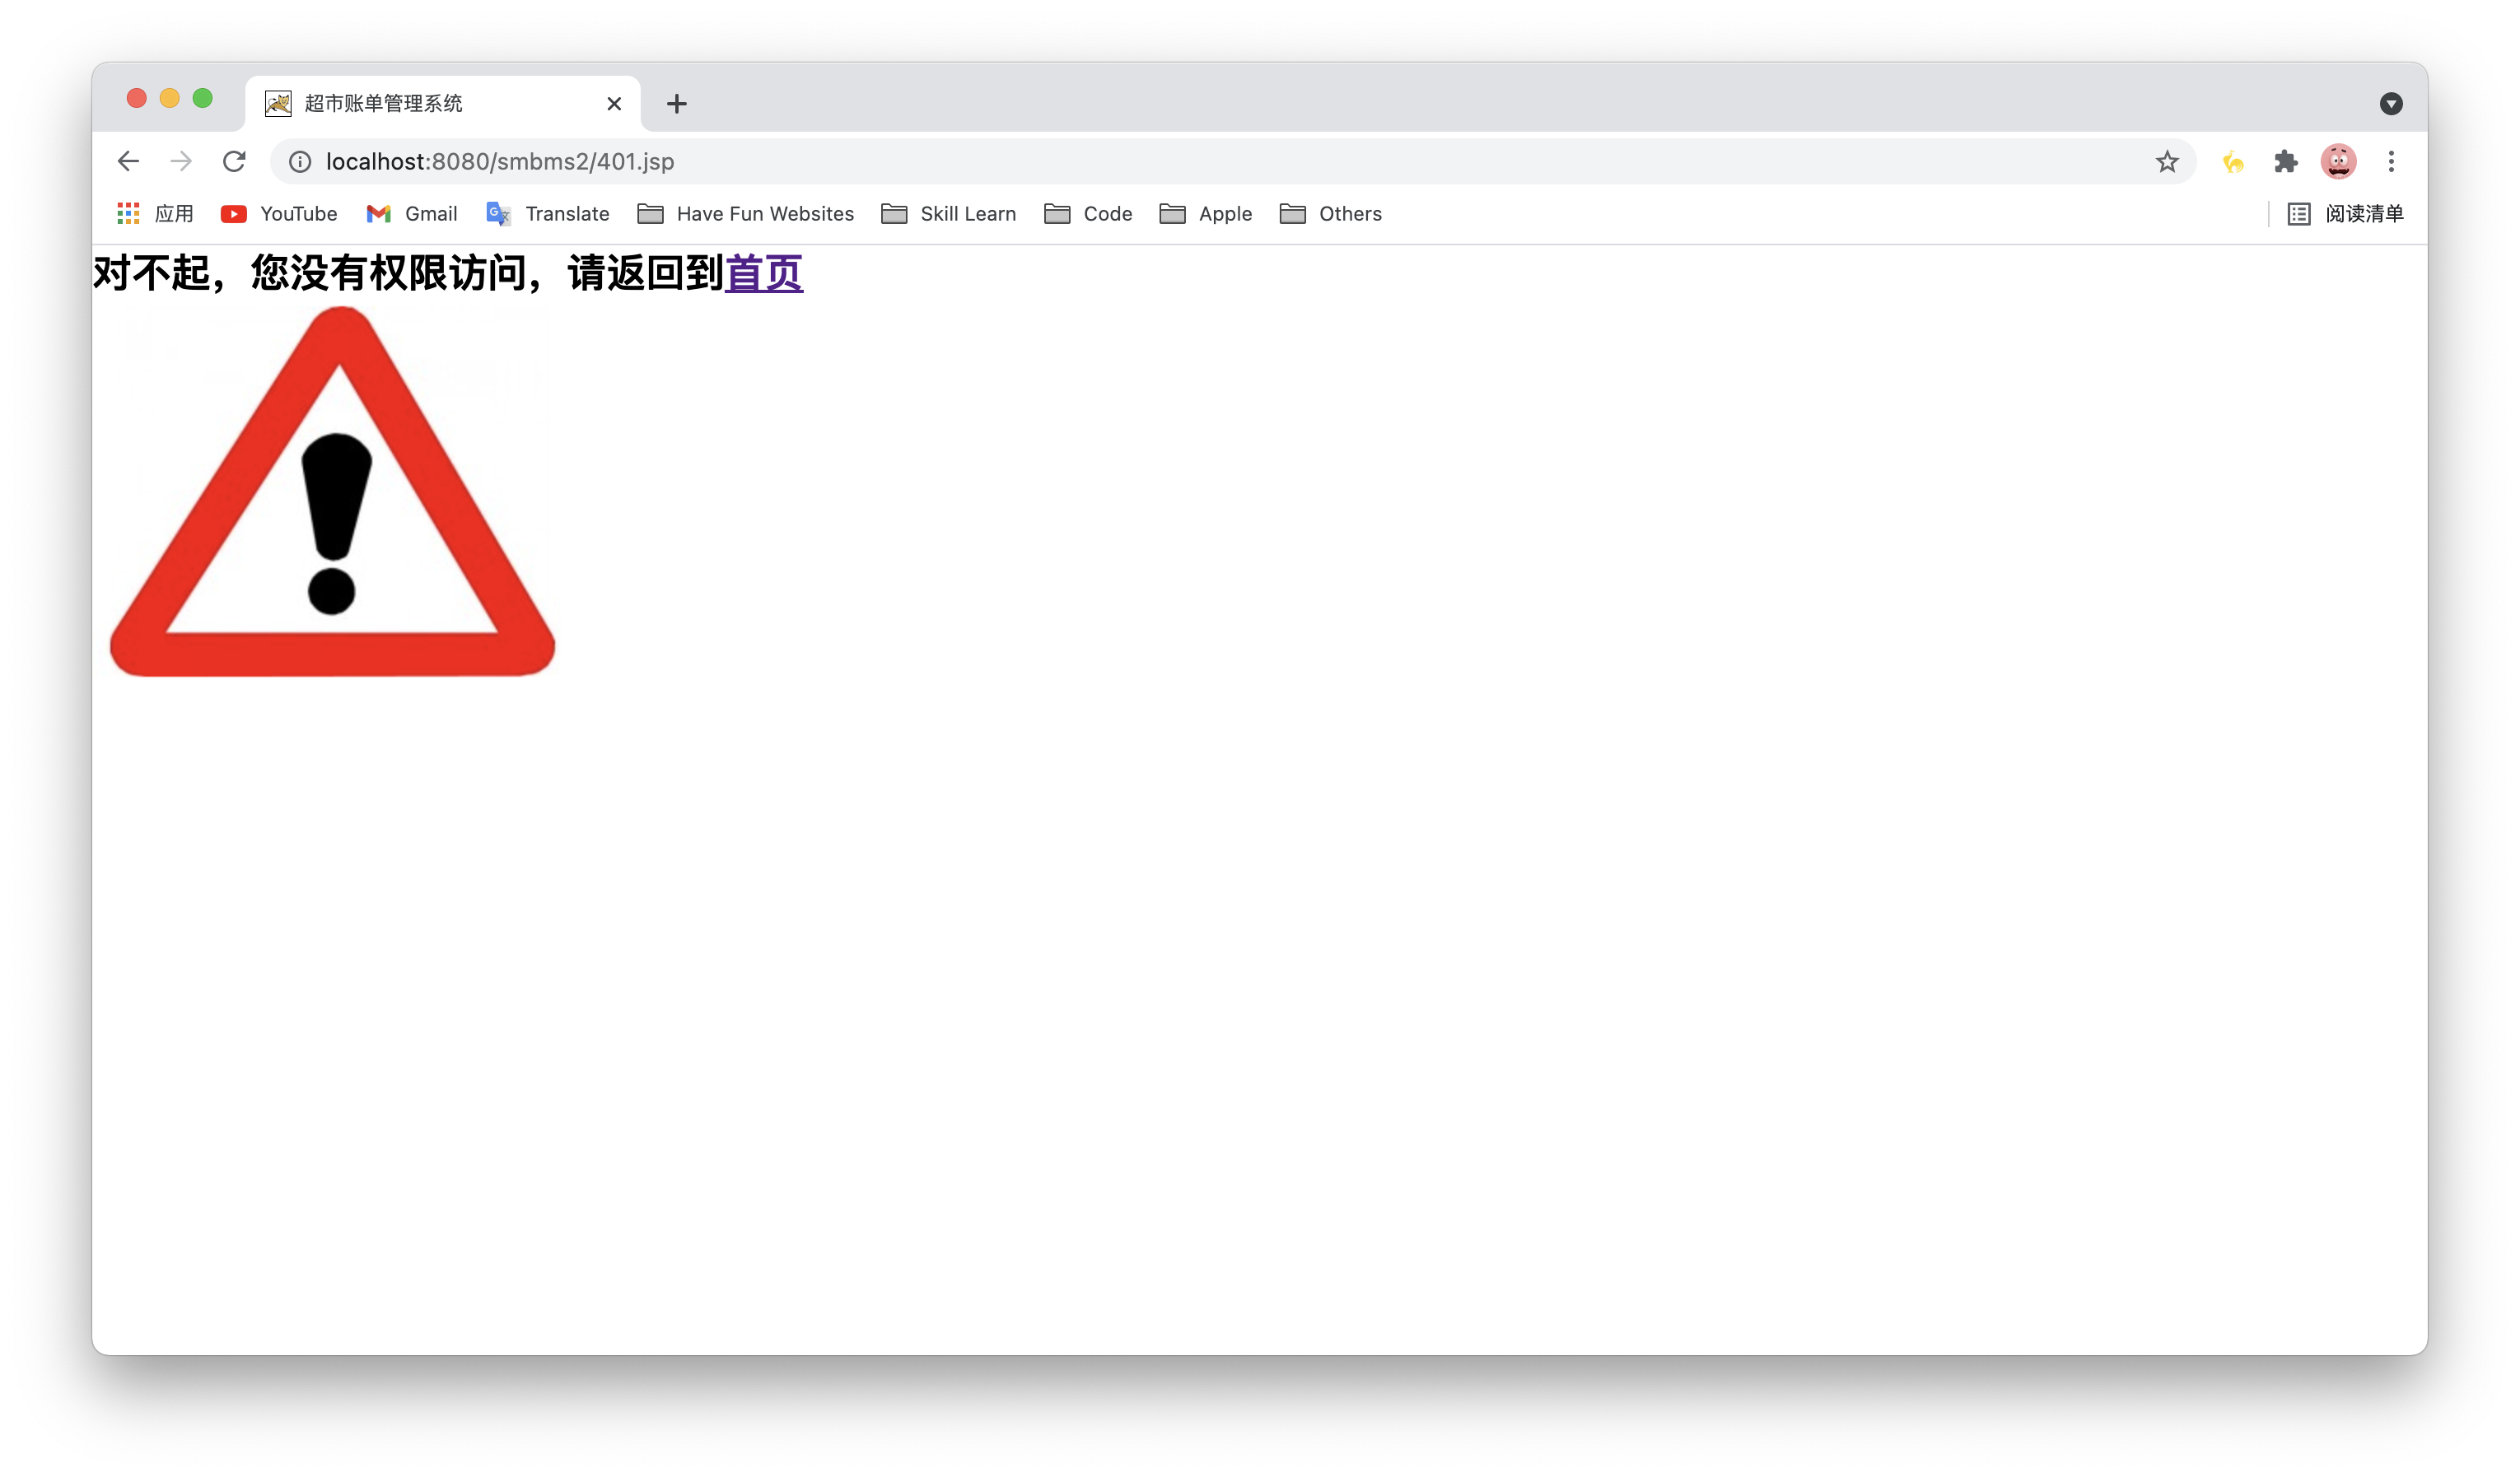 超市账单管理系统
localhost:8080/smbms2/401.jsp
应用 YouTube Gmail Translate Have Fun Websites Skill Learn Code Apple Others 阅读清单
对不起，您没有权限访问，请返回到首页